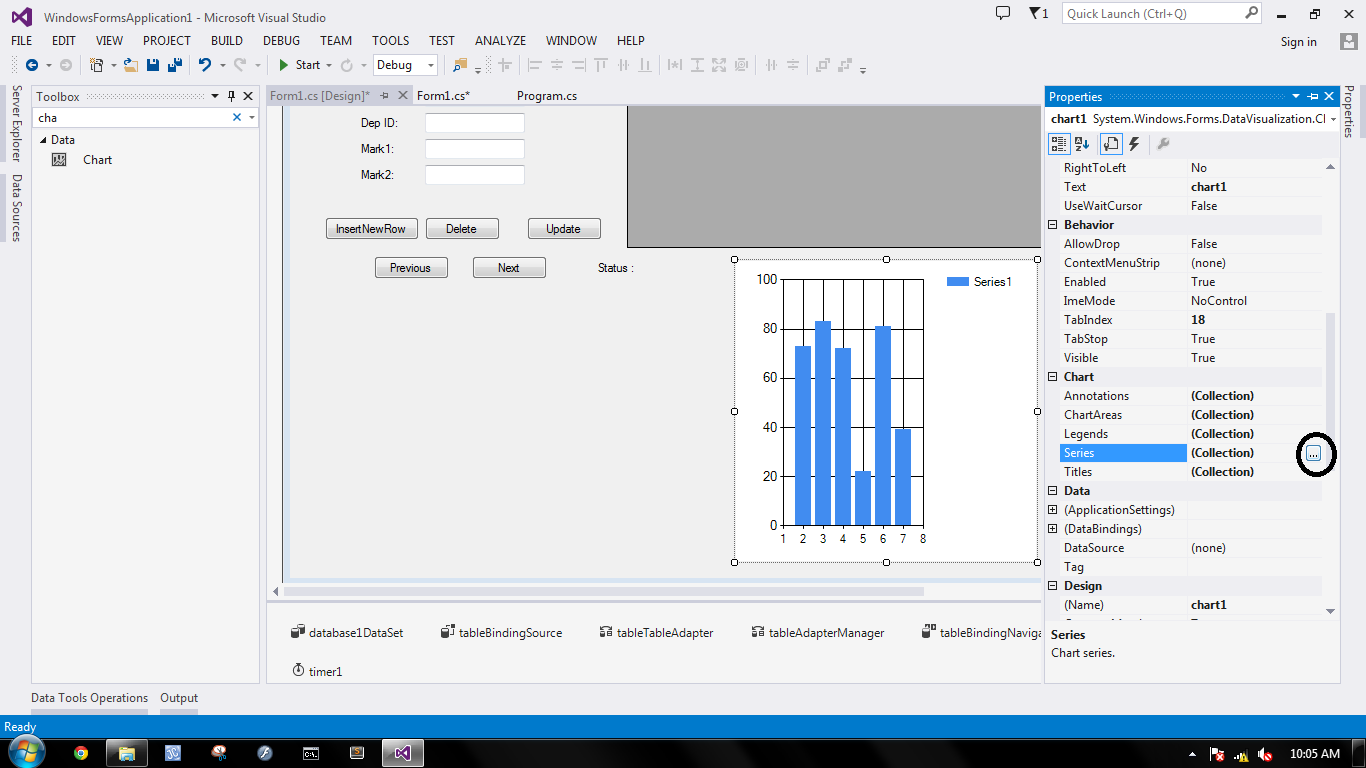 WindowsFormsApplication1 - Microsoft Visual Studio
1
Quick Launch (Ctrl+Q)
FILE EDIT VIEW PROJECT BUILD DEBUG TEAM TOOLS TEST ANALYZE WINDOW HELP
Sign in
Start
Debug
Server Explorer
Data Sources
Toolbox
cha
Data
Chart
Form1.cs [Design]*
Form1.cs*
Program.cs
Dep ID:
Mark1:
Mark2:
InsertNewRow
Delete
Update
Previous
Next
Status :
100
80
60
40
20
0
1 2 3 4 5 6 7 8
Series1
database1DataSet
tableBindingSource
tableTableAdapter
tableAdapterManager
timer1
Properties
chart1 System.Windows.Forms.DataVisualization.
RightToLeft No
Text chart1
UseWaitCursor False
Behavior
AllowDrop False
ContextMenuStrip (none)
Enabled True
ImeMode NoControl
TabIndex 18
TabStop True
Visible True
Chart
Annotations (Collection)
ChartAreas (Collection)
Legends (Collection)
Series (Collection) ...
Titles (Collection)
Data
(ApplicationSettings)
(DataBindings)
DataSource (none)
Tag
Design
(Name) chart1
Series
Chart series.
Properties
Data Tools Operations
Output
Ready
10:05 AM